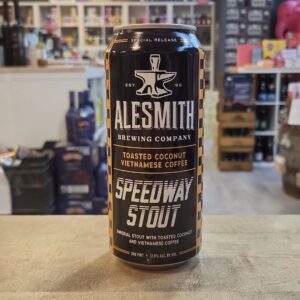 SPECIAL RELEASE
EST 95
ALESMITH
BREWING COMPANY
TOASTED COCONUT
VIETNAMESE COFFEE
SPEEDWAY
STOUT
IMPERIAL STOUT WITH TOASTED COCONUT
AND VIETNAMESE COFFEE